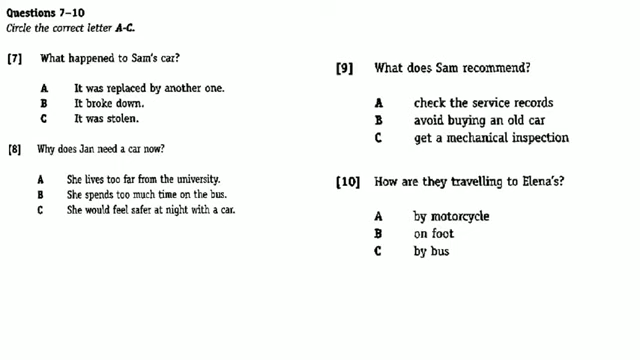 Questions 7–10
Circle the correct letter A-C.
[7] What happened to Sam's car?
A It was replaced by another one.
B It broke down.
C It was stolen.
[8] Why does Jan need a car now?
A She lives too far from the university.
B She spends too much time on the bus.
C She would feel safer at night with a car.
[9] What does Sam recommend?
A check the service records
B avoid buying an old car
C get a mechanical inspection
[10] How are they travelling to Elena's?
A by motorcycle
B on foot
C by bus